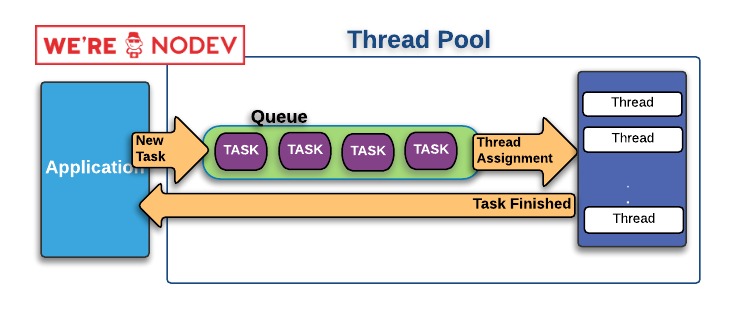 Thread Pool
WE'RE NODEV
Queue
Application
New
Task
TASK
TASK
TASK
TASK
Thread
Assignment
Task Finished
Thread
Thread
Thread